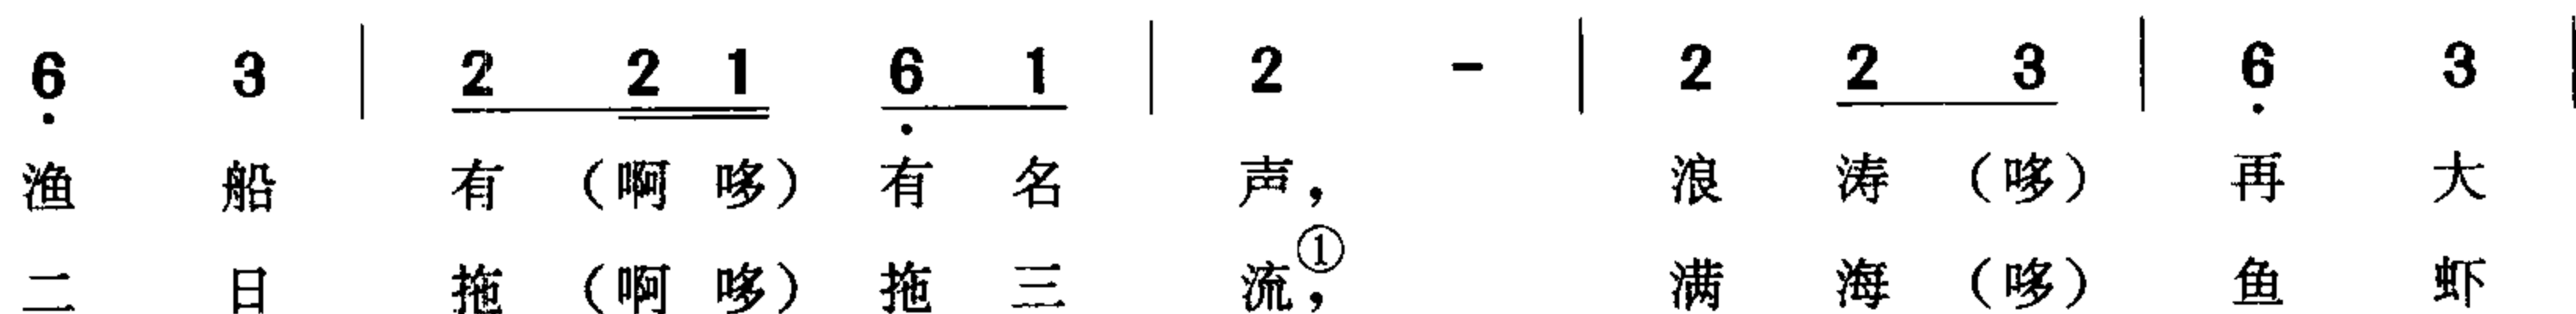 6 3 | 2 2 1 6 1 | 2 - | 2 2 3 | 6 3 |
渔 船 有 （啊 哆） 有 名 声， 浪 涛 （哆） 再 大
二 日 拖 （啊 哆） 拖 三 流①， 满 海 （哆） 鱼 虾